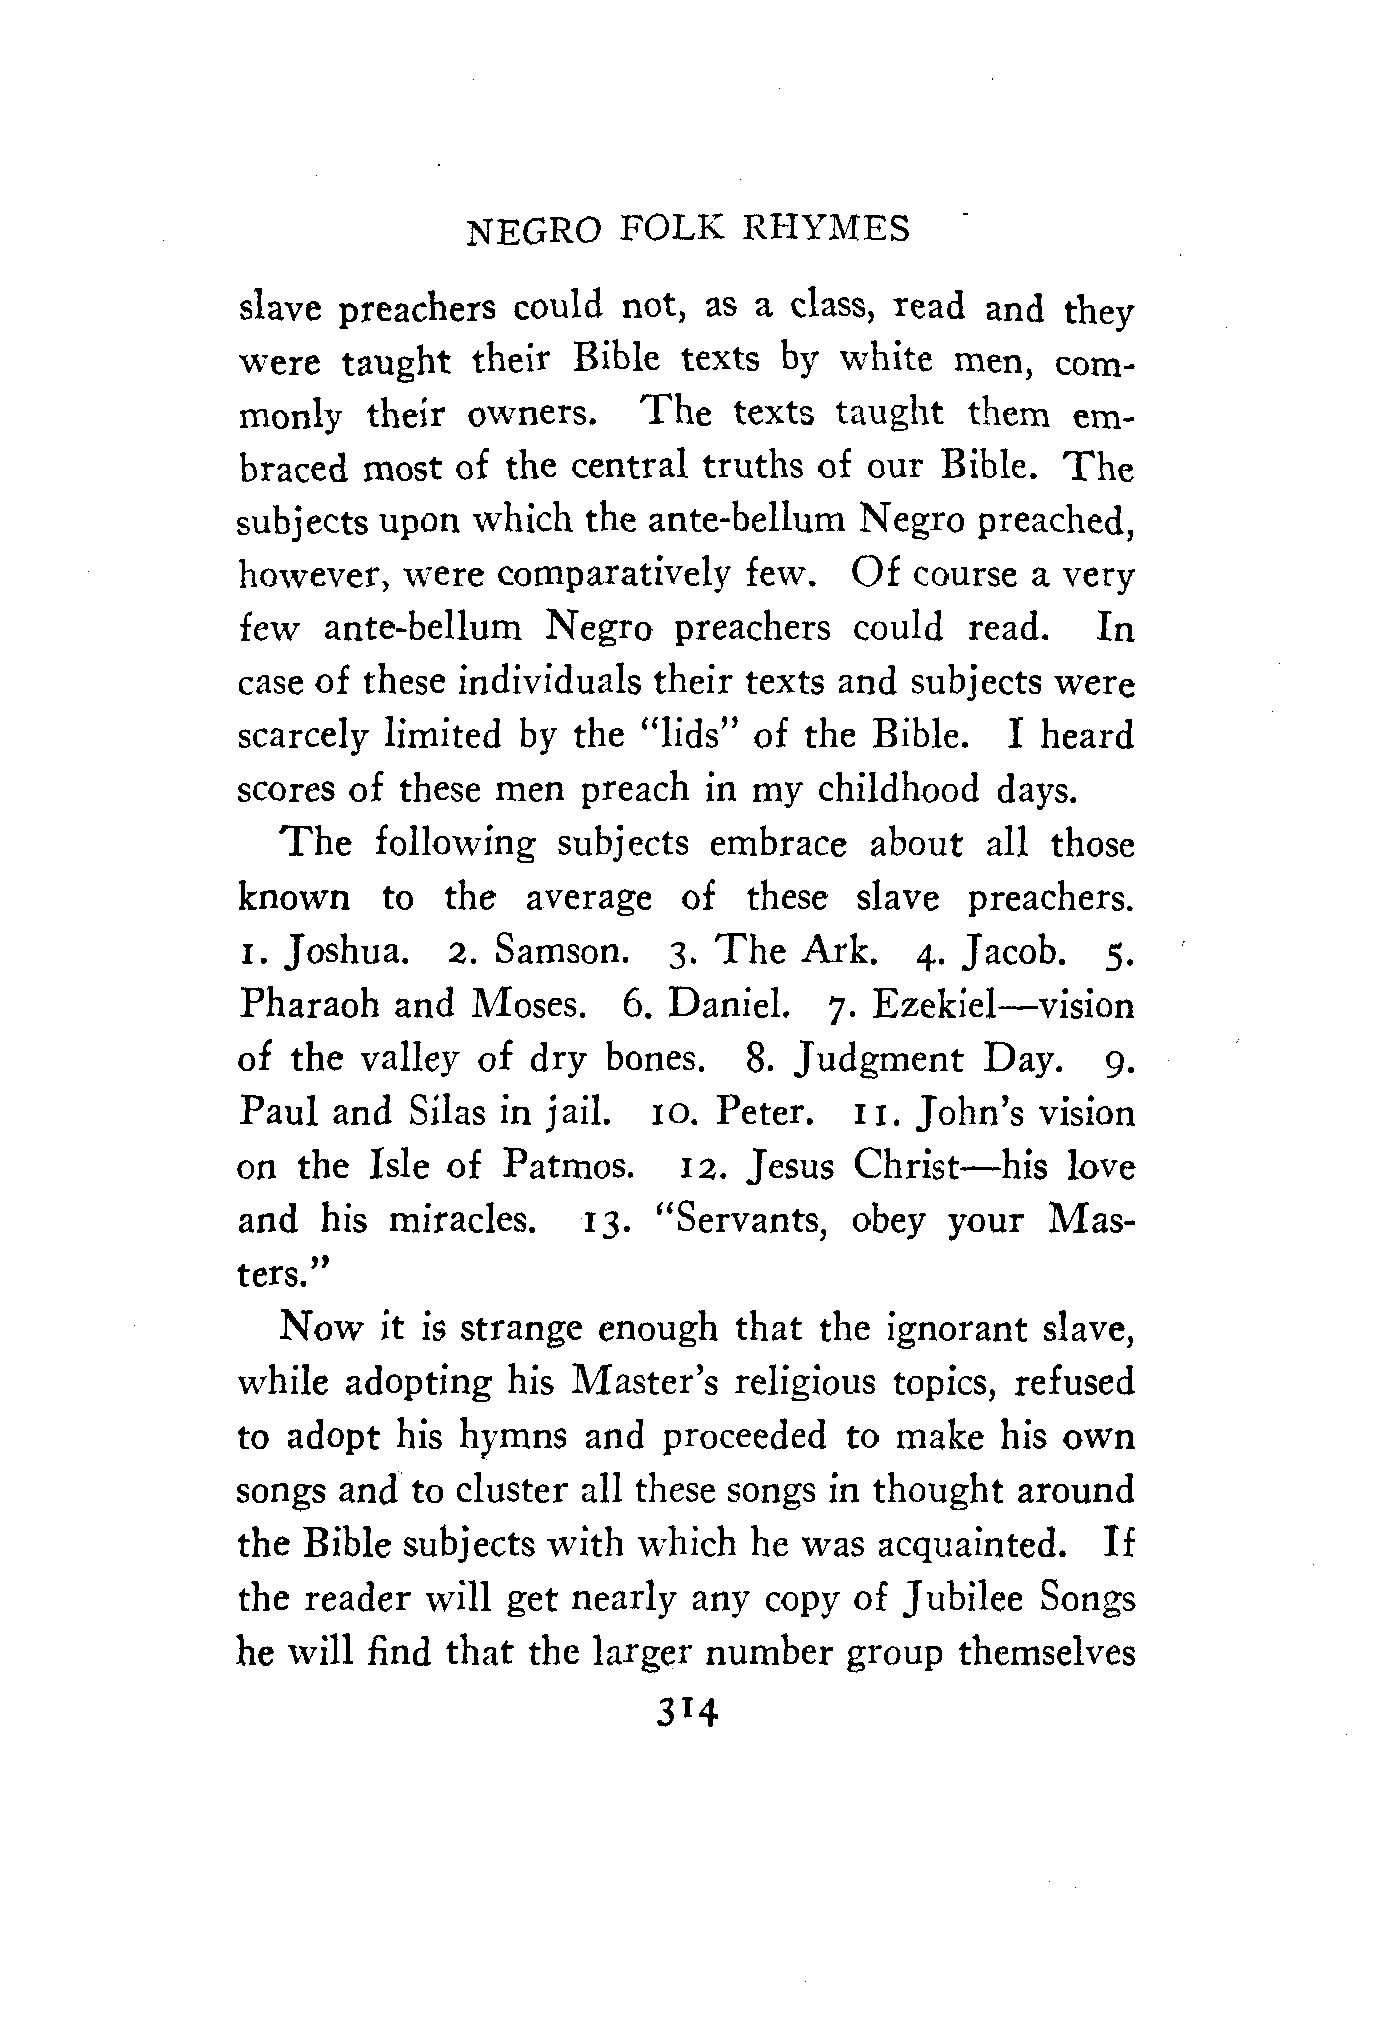 NEGRO FOLK RHYMES
slave preachers could not, as a class, read and they
were taught their Bible texts by white men, com-
monly their owners. The texts taught them em-
braced most of the central truths of our Bible. The
subjects upon which the ante-bellum Negro preached,
however, were comparatively few. Of course a very
few ante-bellum Negro preachers could read. In
case of these individuals their texts and subjects were
scarcely limited by the "lids" of the Bible. I heard
scores of these men preach in my childhood days.
The following subjects embrace about all those
known to the average of these slave preachers.
1. Joshua. 2. Samson. 3. The Ark. 4. Jacob. 5.
Pharaoh and Moses. 6. Daniel. 7. Ezekiel—vision
of the valley of dry bones. 8. Judgment Day. 9.
Paul and Silas in jail. 10. Peter. 11. John's vision
on the Isle of Patmos. 12. Jesus Christ—his love
and his miracles. 13. "Servants, obey your Mas-
ters."
Now it is strange enough that the ignorant slave,
while adopting his Master's religious topics, refused
to adopt his hymns and proceeded to make his own
songs and to cluster all these songs in thought around
the Bible subjects with which he was acquainted. If
the reader will get nearly any copy of Jubilee Songs
he will find that the larger number group themselves
314